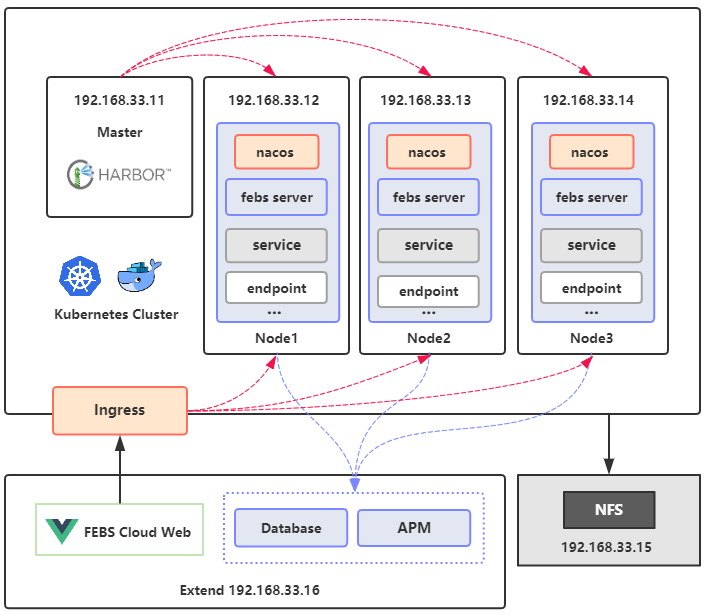 192.168.33.11
Master
HARBOR™
192.168.33.12
nacos
febs server
service
endpoint
...
Node1
192.168.33.13
nacos
febs server
service
endpoint
...
Node2
192.168.33.14
nacos
febs server
service
endpoint
...
Node3
Kubernetes Cluster
Ingress
FEBS Cloud Web
Database
APM
Extend 192.168.33.16
NFS
192.168.33.15